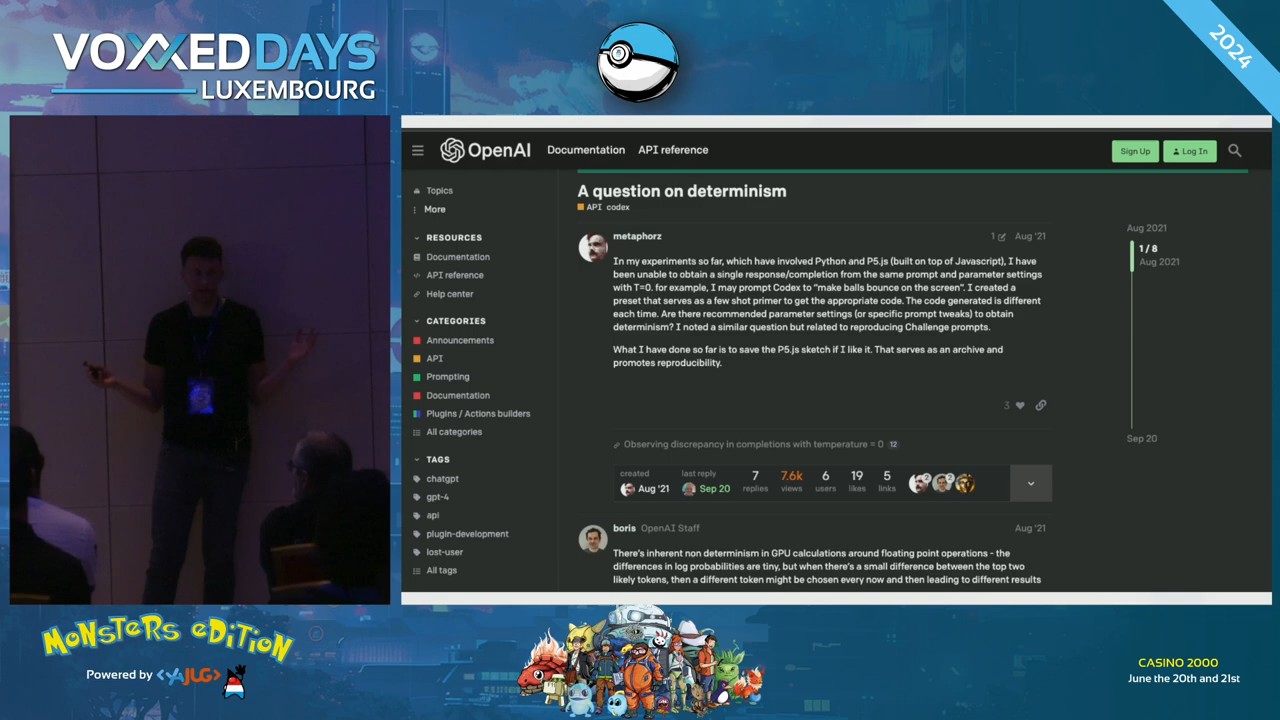 VOXXED DAYS
LUXEMBOURG
2024
OpenAI
Documentation
API reference
Sign Up
Log In
Topics
More
RESOURCES
Documentation
API reference
Help center
CATEGORIES
Announcements
API
Prompting
Documentation
Plugins / Actions builders
All categories
TAGS
chatgpt
gpt-4
api
plugin-development
lost-user
All tags
A question on determinism
API codex
metaphorz
1
Aug '21
In my experiments so far, which have involved Python and P5.js (built on top of Javascript), I have
been unable to obtain a single response/completion from the same prompt and parameter settings
with T=0. for example, I may prompt Codex to “make balls bounce on the screen”. I created a
preset that serves as a few shot primer to get the appropriate code. The code generated is different
each time. Are there recommended parameter settings (or specific prompt tweaks) to obtain
determinism? I noted a similar question but related to reproducing Challenge prompts.
What I have done so far is to save the P5.js sketch if I like it. That serves as an archive and
promotes reproducibility.
3
Observing discrepancy in completions with temperature = 0 12
created
Aug '21
last reply
Sep 20
7
replies
7.6k
views
6
users
19
likes
5
links
2
2
boris OpenAI Staff
Aug '21
There's inherent non determinism in GPU calculations around floating point operations - the
differences in log probabilities are tiny, but when there's a small difference between the top two
likely tokens, then a different token might be chosen every now and then leading to different results
Aug 2021
1 / 8
Aug 2021
Sep 20
MONSTERS EDITION
Powered by <YAJUG>
CASINO 2000
June the 20th and 21st